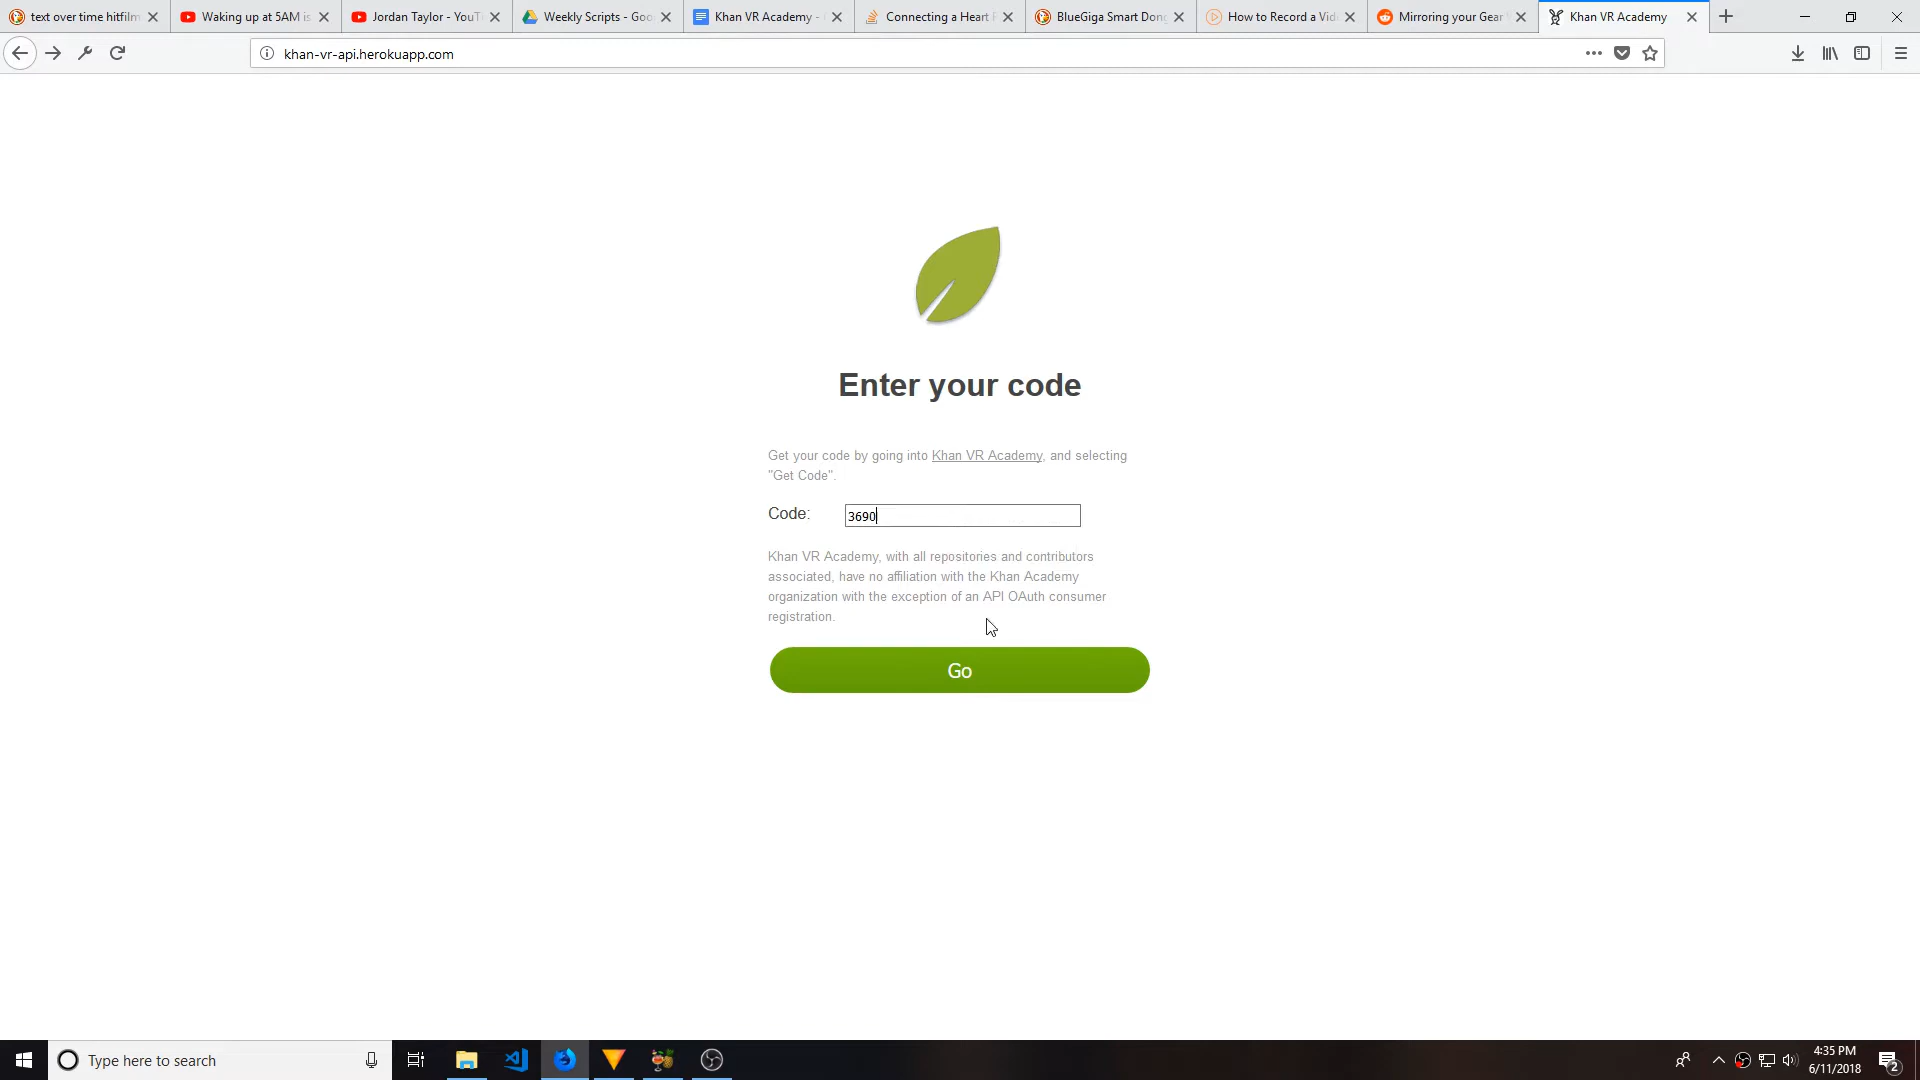 text over time hitfilm
Waking up at 5AM is
Jordan Taylor - YouT
Weekly Scripts - Goo
Khan VR Academy -
Connecting a Heart
BlueGiga Smart Dong
How to Record a Vid
Mirroring your Gear
Khan VR Academy
khan-vr-api.herokuapp.com
Enter your code
Get your code by going into Khan VR Academy, and selecting
"Get Code".
Code:
3690
Khan VR Academy, with all repositories and contributors
associated, have no affiliation with the Khan Academy
organization with the exception of an API OAuth consumer
registration.
Go
Type here to search
4:35 PM
6/11/2018
2